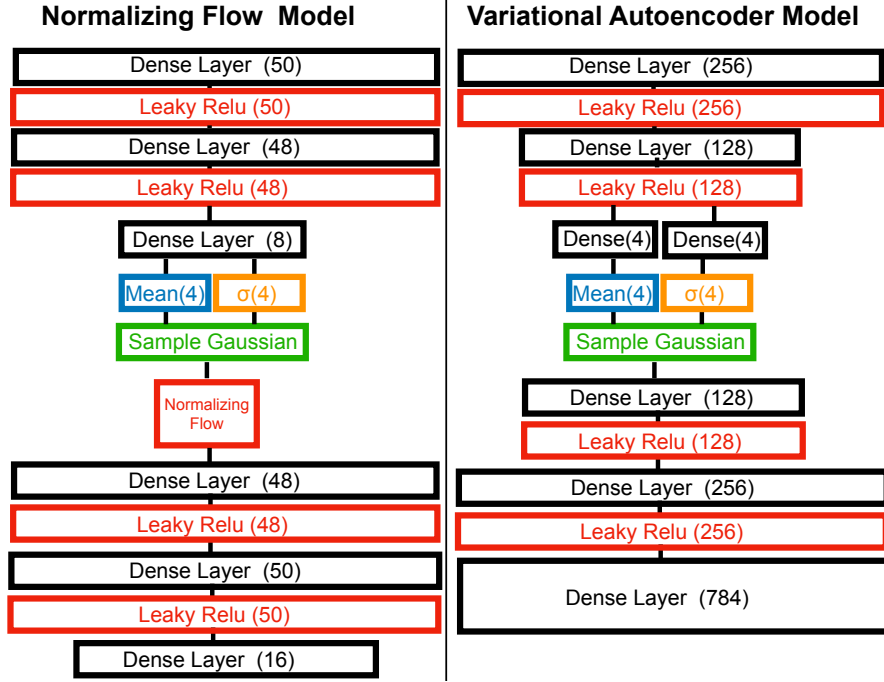 Normalizing Flow Model
Dense Layer (50)
Leaky Relu (50)
Dense Layer (48)
Leaky Relu (48)
Dense Layer (8)
Mean(4) σ(4)
Sample Gaussian
Normalizing
Flow
Dense Layer (48)
Leaky Relu (48)
Dense Layer (50)
Leaky Relu (50)
Dense Layer (16)
Variational Autoencoder Model
Dense Layer (256)
Leaky Relu (256)
Dense Layer (128)
Leaky Relu (128)
Dense(4) Dense(4)
Mean(4) σ(4)
Sample Gaussian
Dense Layer (128)
Leaky Relu (128)
Dense Layer (256)
Leaky Relu (256)
Dense Layer (784)